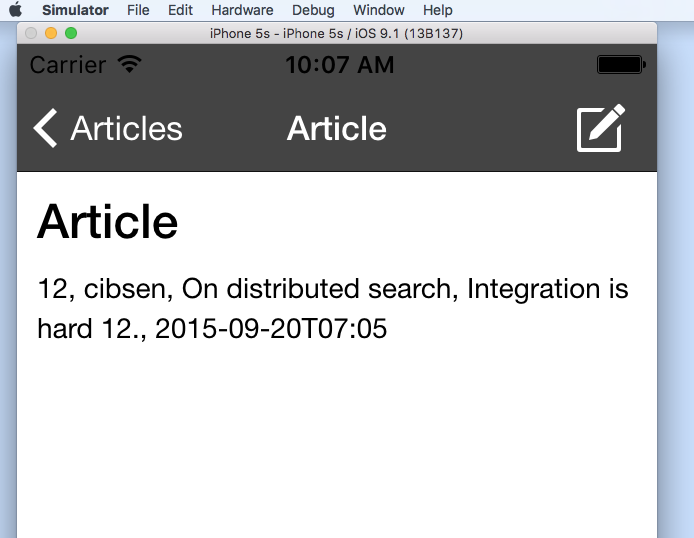 Simulator File Edit Hardware Debug Window Help
iPhone 5s - iPhone 5s / iOS 9.1 (13B137)
Carrier 10:07 AM
Articles Article
Article
12, cibsen, On distributed search, Integration is
hard 12., 2015-09-20T07:05